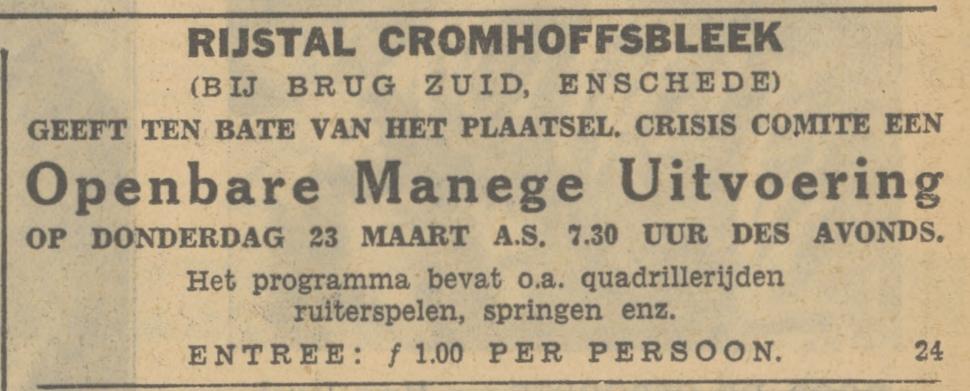 RIJSTAL CROMHOFFSBLEEK
(BIJ BRUG ZUID, ENSCHEDE)
GEEFT TEN BATE VAN HET PLAATSEL. CRISIS COMITE EEN
Openbare Manege Uitvoering
OP DONDERDAG 23 MAART A.S. 7.30 UUR DES AVONDS.
Het programma bevat o.a. quadrillerijden
ruiterspelen, springen enz.
ENTREE: ƒ 1.00 PER PERSOON. 24